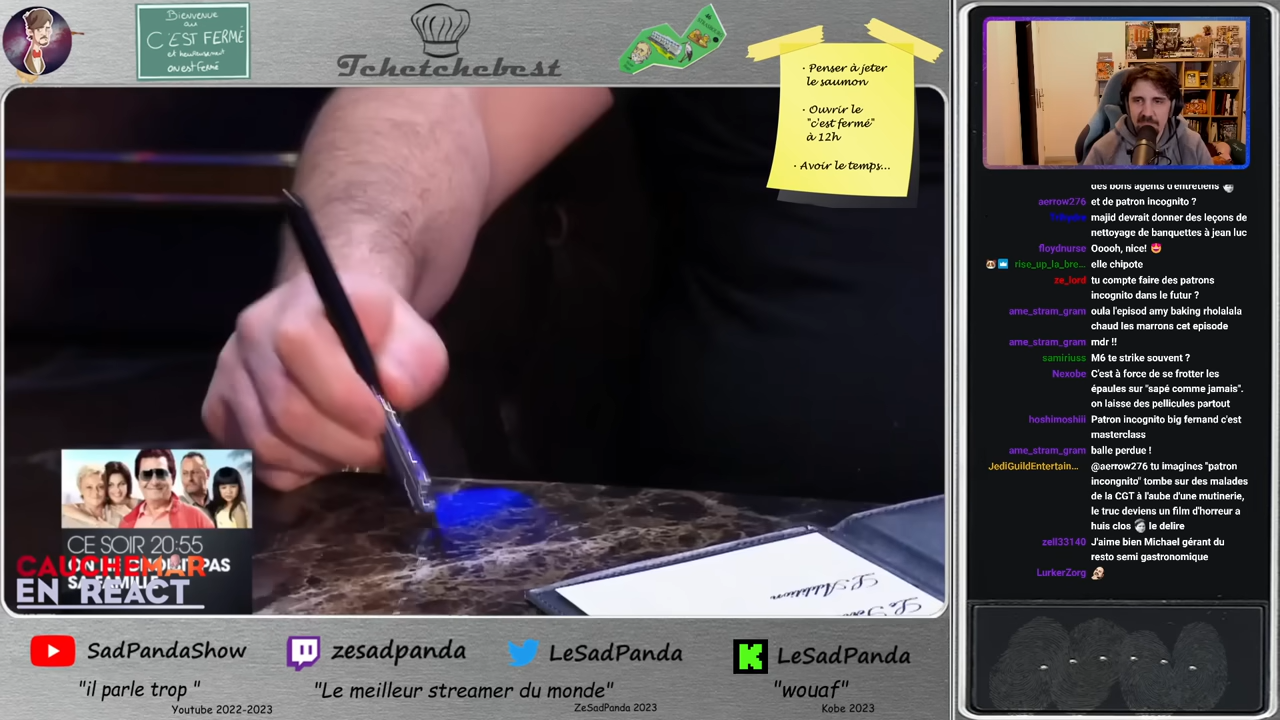 Bienvenue
au
C'EST FERMÉ
et heureusement
on est fermé
Tchetchebest
· Penser à jeter
le saumon
· Ouvrir le
"c'est fermé"
à 12h
· Avoir le temps...
CE SOIR 20:55
CAUCHEMAR
EN REACT
L'Addition
SadPandaShow
zesadpanda
LeSadPanda
LeSadPanda
"il parle trop "
Youtube 2022-2023
"Le meilleur streamer du monde"
ZeSadPanda 2023
"wouaf"
Kobe 2023
des bons agents d'entretiens
aerrow276 et de patron incognito ?
majid devrait donner des leçons de
nettoyage de banquettes à jean luc
floydnurse Ooooh, nice!
rise_up_la_bre... elle chipote
ze_lord tu compte faire des patrons
incognito dans le futur ?
ame_stram_gram oula l'episod amy baking rholalala
chaud les marrons cet episode
ame_stram_gram mdr !!
samiriuss M6 te strike souvent ?
Nexobe C'est à force de se frotter les
épaules sur "sapé comme jamais".
on laisse des pellicules partout
hoshimoshiii Patron incognito big fernand c'est
masterclass
ame_stram_gram balle perdue !
JediGuildEntertain... @aerrow276 tu imagines "patron
incongnito" tombe sur des malades
de la CGT à l'aube d'une mutinerie,
le truc deviens un film d'horreur a
huis clos le delire
zell33140 J'aime bien Michael gérant du
resto semi gastronomique
LurkerZorg